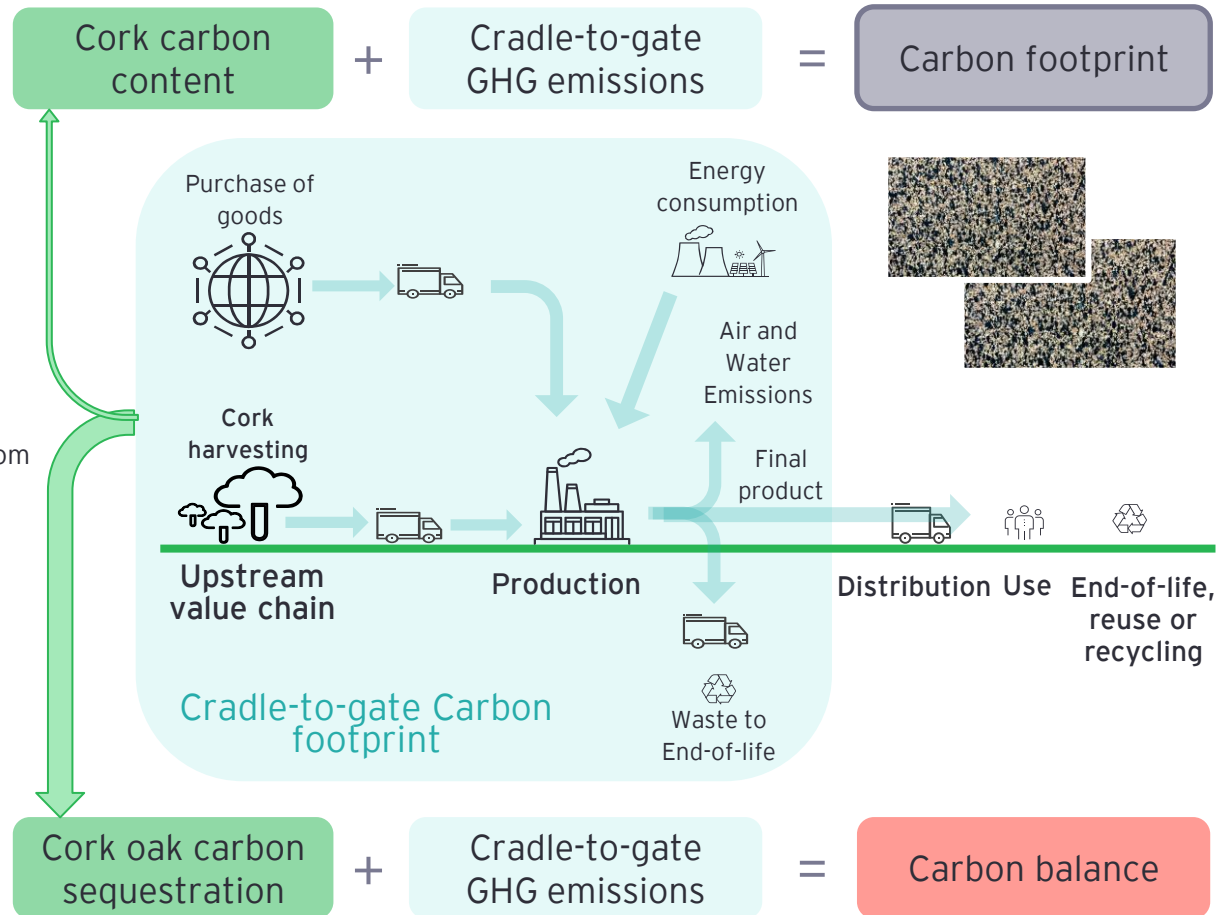 Cork carbon
content
+
Cradle-to-gate
GHG emissions
=
Carbon footprint
Purchase of
goods
Energy
consumption
Air and
Water
Emissions
Cork
harvesting
om
Final
product
Upstream
value chain
Production
Distribution
Use
End-of-life,
reuse or
recycling
Cradle-to-gate Carbon
footprint
Waste to
End-of-life
Cork oak carbon
sequestration
+
Cradle-to-gate
GHG emissions
=
Carbon balance